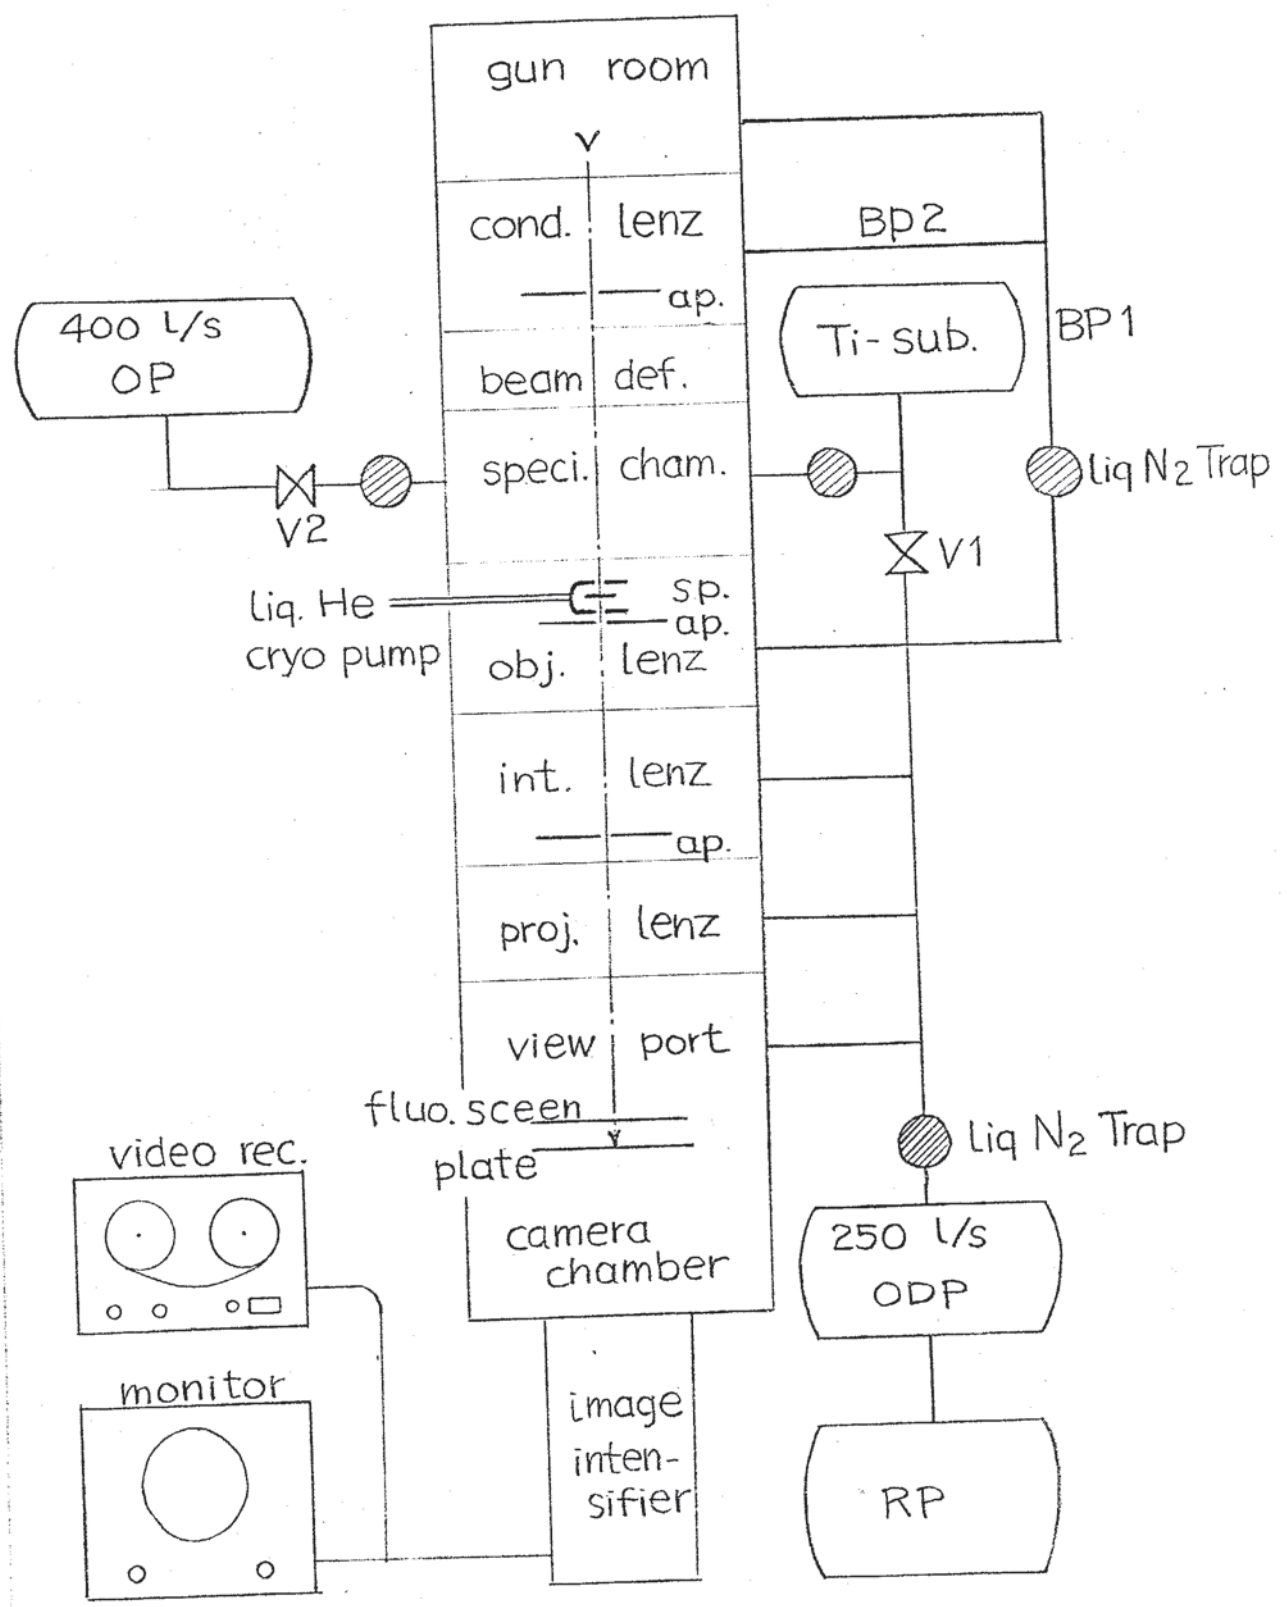 gun room
cond. lenz
ap.
BP2
400 l/s
OP
Ti-sub.
BP1
beam def.
speci. cham.
liq N2 Trap
V2
V1
liq. He
cryo pump
sp.
ap.
obj. lenz
int. lenz
ap.
proj. lenz
view port
fluo. sceen
plate
liq N2 Trap
video rec.
camera
chamber
250 l/s
ODP
monitor
image
inten-
sifier
RP